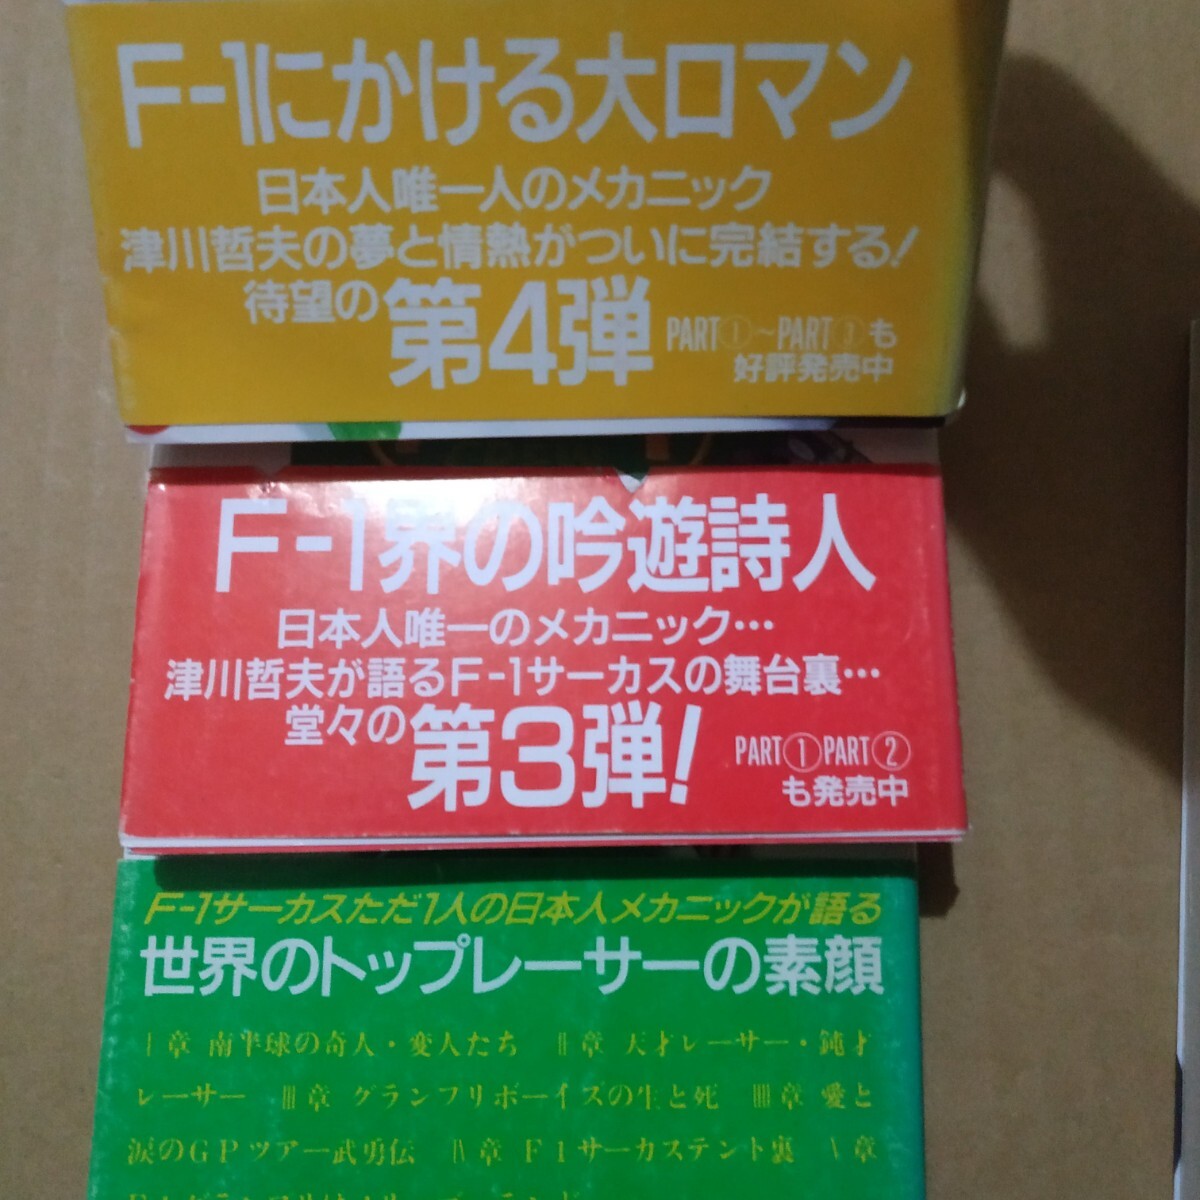 F-1にかける大ロマン
日本人唯一人のメカニック
津川哲夫の夢と情熱がついに完結する!
待望の第4弾 PART①〜PART③も
好評発売中
F-1界の吟遊詩人
日本人唯一のメカニック…
津川哲夫が語るF-1サーカスの舞台裏…
堂々の第3弾! PART①PART②
も発売中
F-1サーカスただ1人の日本人メカニックが語る
世界のトップレーサーの素顔
I章 南半球の奇人・変人たち II章 天才レーサー・鈍才
レーサー III章 グランプリボーイズの生と死 IIII章 愛と
涙のGPツアー武勇伝 IV章 F1サーカステント裏 V章